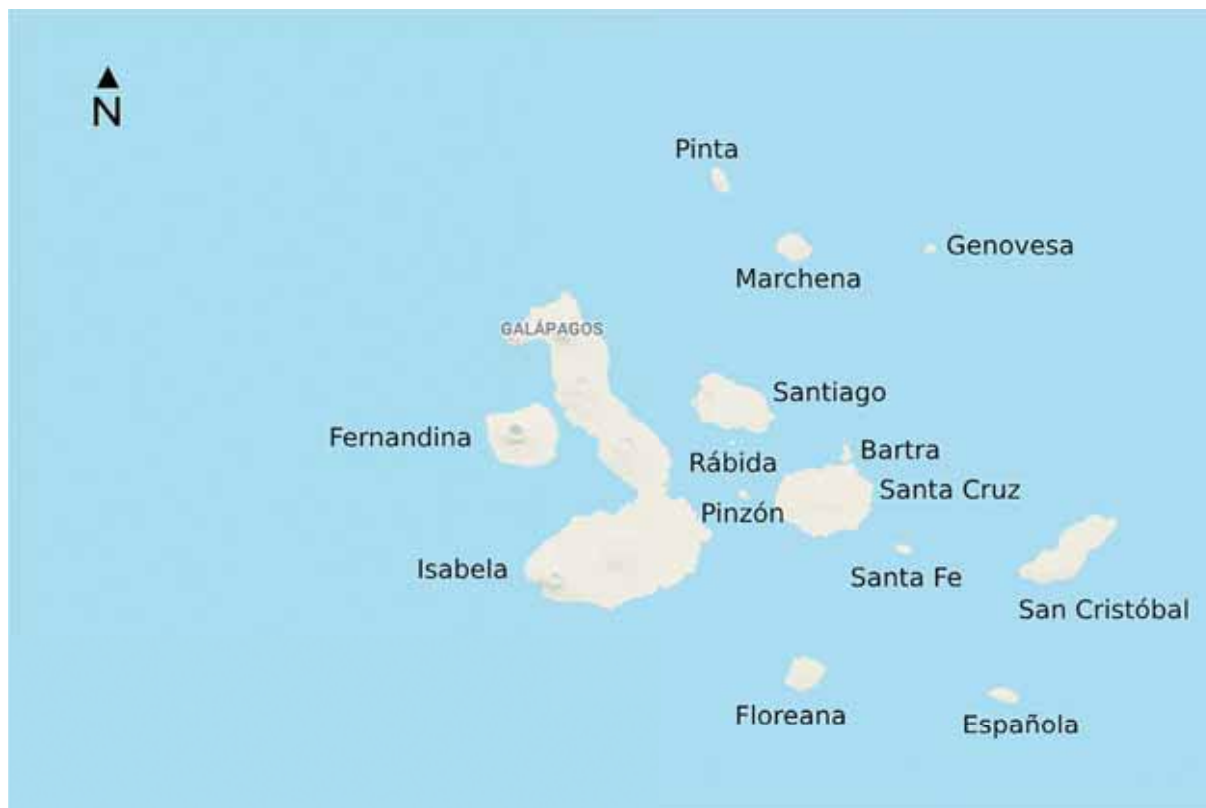 N
Pinta
Genovesa
Marchena
GALÁPAGOS
Santiago
Fernandina
Bartra
Rábida
Santa Cruz
Pinzón
Isabela
Santa Fe
San Cristóbal
Floreana
Española